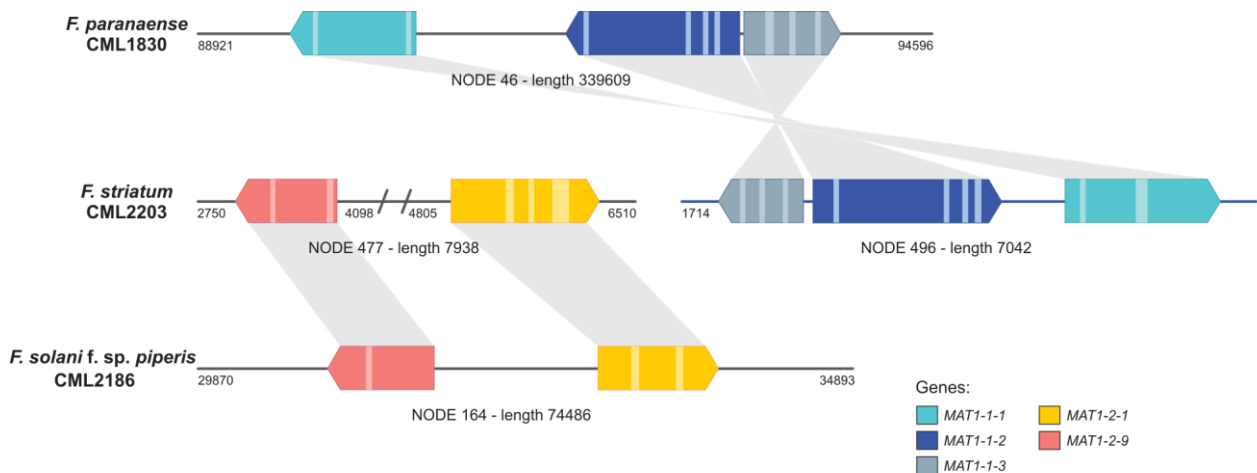 F. paranaense
CML1830
88921
94596
NODE 46 - length 339609
F. striatum
CML2203
2750
4098
4805
6510
1714
NODE 477 - length 7938
NODE 496 - length 7042
F. solani f. sp. piperis
CML2186
29870
34893
NODE 164 - length 74486
Genes:
MAT1-1-1
MAT1-2-1
MAT1-1-2
MAT1-2-9
MAT1-1-3